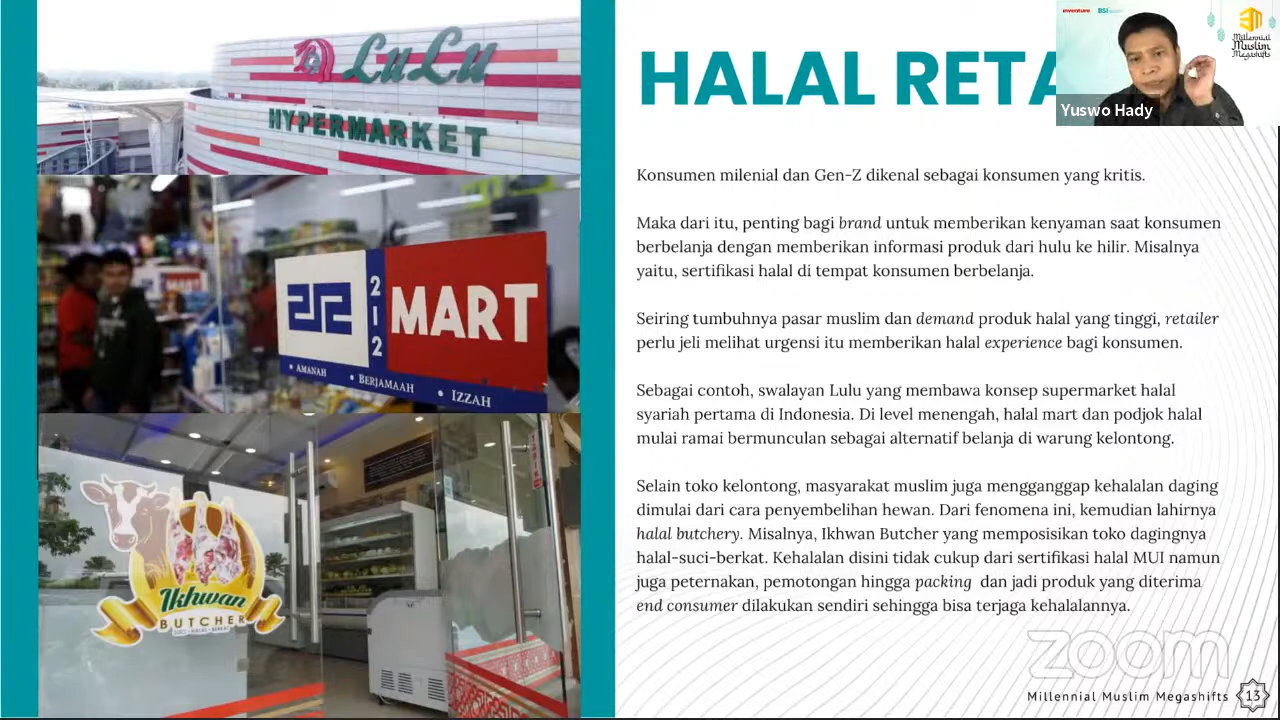 LuLu
HYPERMARKET
212
MART
• AMANAH • BERJAMAAH • IZZAH
Ikhwan
BUTCHER
SUCI - HALAL - BERKAT
HALAL RETA
inventure BSI
Millennial
Muslim
Megashifts
Yuswo Hady
Konsumen milenial dan Gen-Z dikenal sebagai konsumen yang kritis.
Maka dari itu, penting bagi brand untuk memberikan kenyaman saat konsumen
berbelanja dengan memberikan informasi produk dari hulu ke hilir. Misalnya
yaitu, sertifikasi halal di tempat konsumen berbelanja.
Seiring tumbuhnya pasar muslim dan demand produk halal yang tinggi, retailer
perlu jeli melihat urgensi itu memberikan halal experience bagi konsumen.
Sebagai contoh, swalayan Lulu yang membawa konsep supermarket halal
syariah pertama di Indonesia. Di level menengah, halal mart dan podjok halal
mulai ramai bermunculan sebagai alternatif belanja di warung kelontong.
Selain toko kelontong, masyarakat muslim juga mengganggap kehalalan daging
dimulai dari cara penyembelihan hewan. Dari fenomena ini, kemudian lahirnya
halal butchery. Misalnya, Ikhwan Butcher yang memposisikan toko dagingnya
halal-suci-berkat. Kehalalan disini tidak cukup dari sertifikasi halal MUI namun
juga peternakan, pemotongan hingga packing dan jadi produk yang diterima
end consumer dilakukan sendiri sehingga bisa terjaga kehalalannya.
zoom
Millennial Muslim Megashifts 13